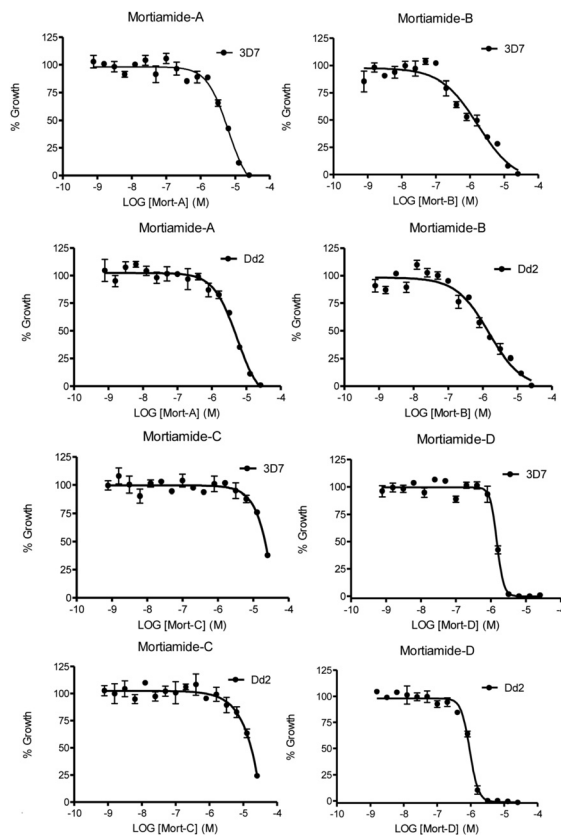 Mortiamide-A
125
100
75
50
25
0
% Growth
3D7
-10 -9 -8 -7 -6 -5 -4
LOG [Mort-A] (M)
Mortiamide-B
125
100
75
50
25
0
% Growth
3D7
-10 -9 -8 -7 -6 -5 -4
LOG [Mort-B] (M)
Mortiamide-A
125
100
75
50
25
0
% Growth
Dd2
-10 -9 -8 -7 -6 -5 -4
LOG [Mort-A] (M)
Mortiamide-B
125
100
75
50
25
0
% Growth
Dd2
-10 -9 -8 -7 -6 -5 -4
LOG [Mort-B] (M)
Mortiamide-C
125
100
75
50
25
0
% Growth
3D7
-10 -9 -8 -7 -6 -5 -4
LOG [Mort-C] (M)
Mortiamide-D
125
100
75
50
25
0
% Growth
3D7
-10 -9 -8 -7 -6 -5 -4
LOG [Mort-D] (M)
Mortiamide-C
125
100
75
50
25
0
% Growth
Dd2
-10 -9 -8 -7 -6 -5 -4
LOG [Mort-C] (M)
Mortiamide-D
125
100
75
50
25
0
% Growth
Dd2
-10 -9 -8 -7 -6 -5 -4
LOG [Mort-D] (M)